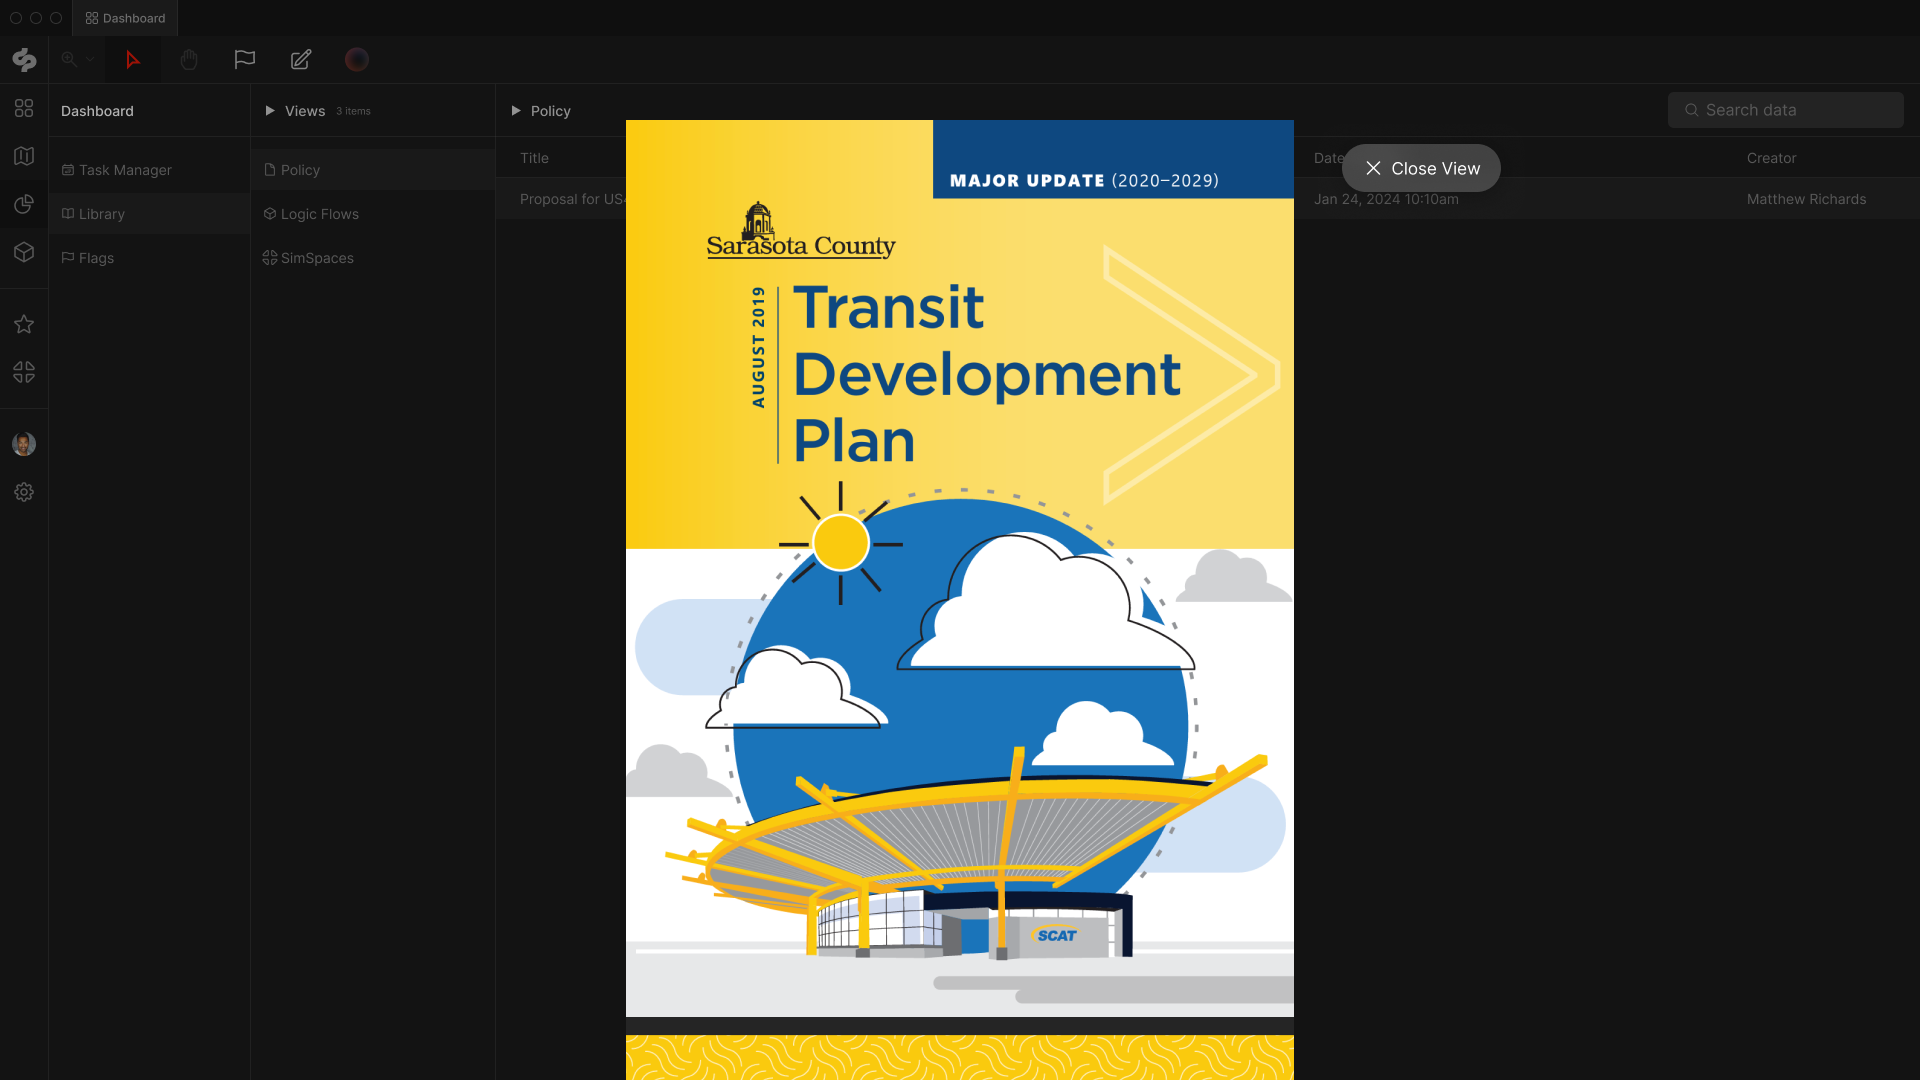 Dashboard
Dashboard
Views 3 items
Policy
Search data
Task Manager
Library
Flags
Policy
Logic Flows
SimSpaces
Title
Date
Creator
Close View
Proposal for US
Jan 24, 2024 10:10am
Matthew Richards
MAJOR UPDATE (2020–2029)
Sarasota County
AUGUST 2019
Transit
Development
Plan
SCAT